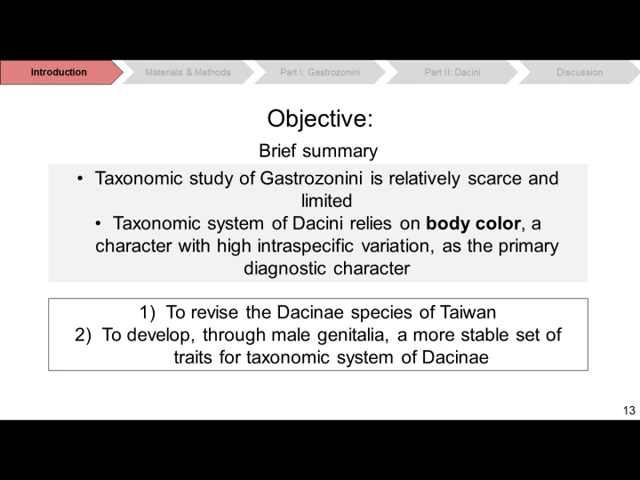 Introduction
Materials & Methods
Part I: Gastrozonini
Part II: Dacini
Discussion
Objective:
Brief summary
• Taxonomic study of Gastrozonini is relatively scarce and
limited
• Taxonomic system of Dacini relies on body color, a
character with high intraspecific variation, as the primary
diagnostic character
1) To revise the Dacinae species of Taiwan
2) To develop, through male genitalia, a more stable set of
traits for taxonomic system of Dacinae
13